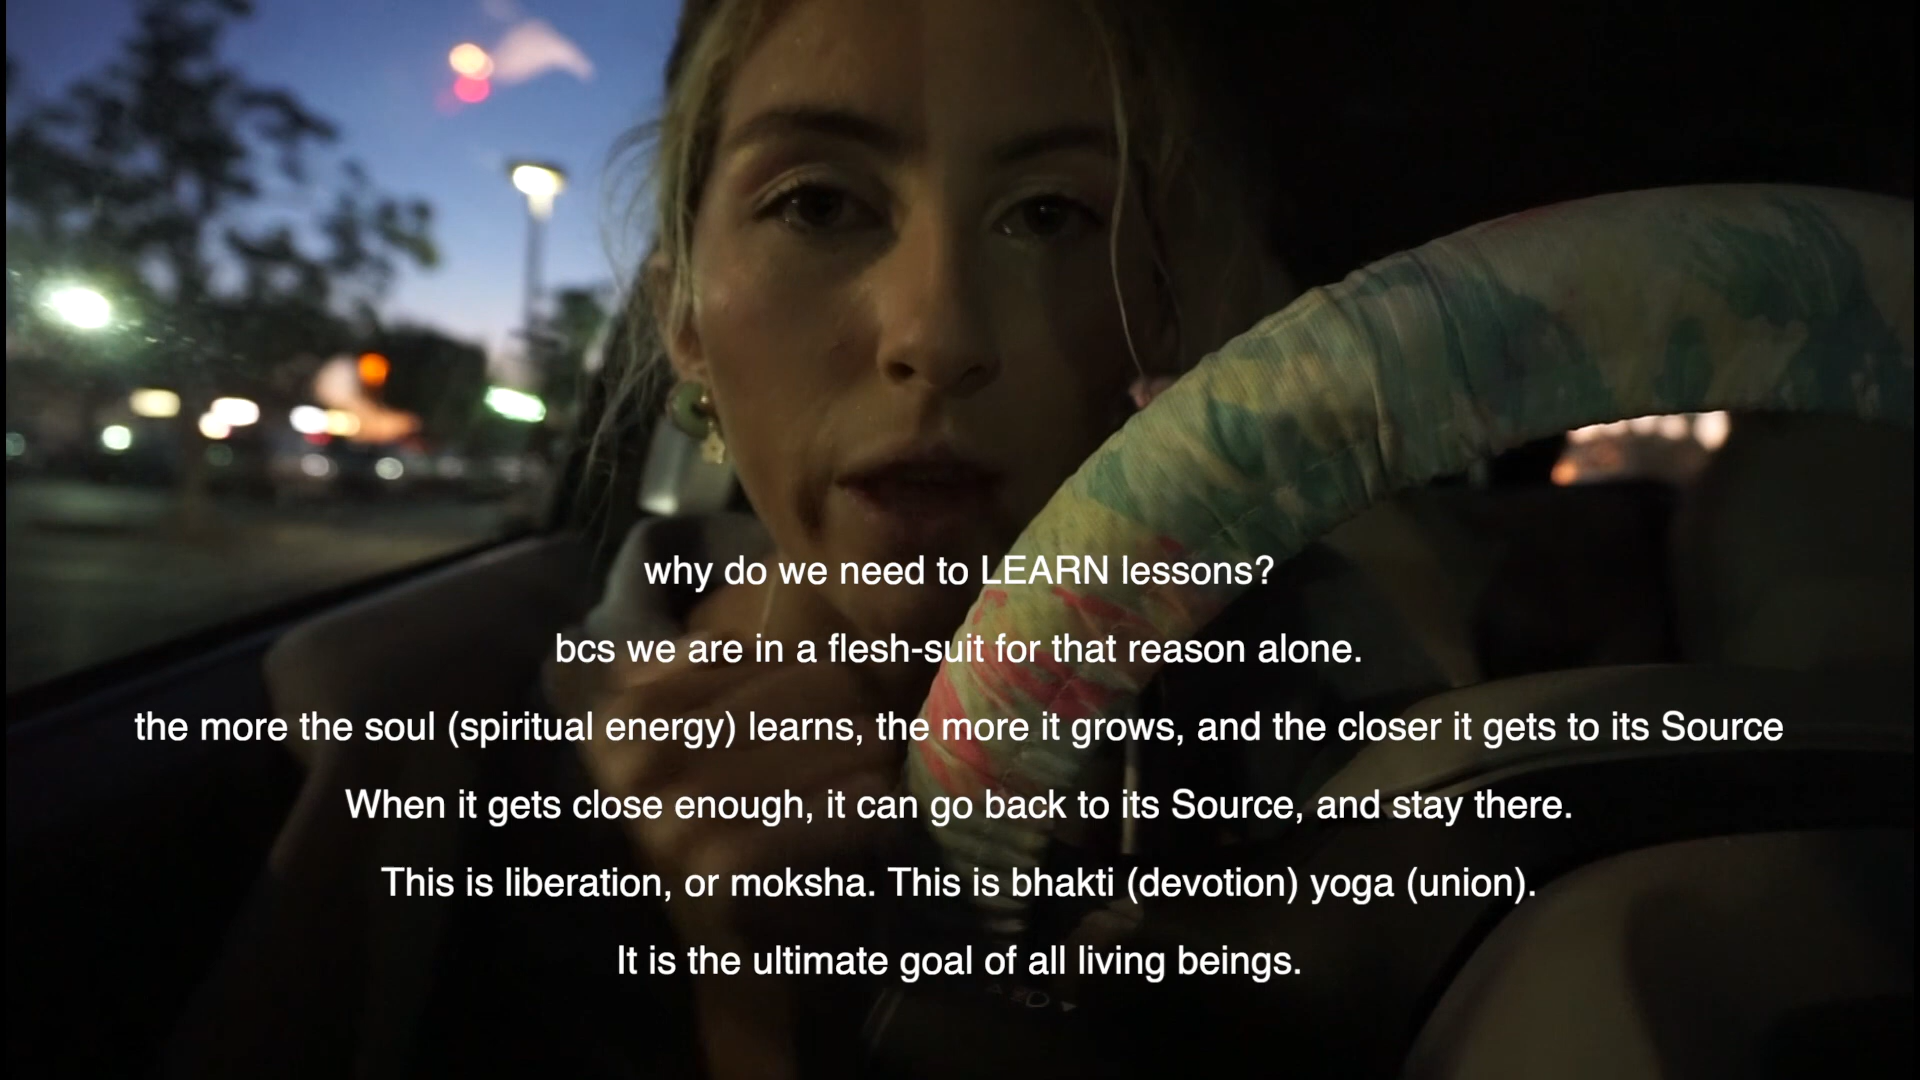 why do we need to LEARN lessons?
bcs we are in a flesh-suit for that reason alone.
the more the soul (spiritual energy) learns, the more it grows, and the closer it gets to its Source
When it gets close enough, it can go back to its Source, and stay there.
This is liberation, or moksha. This is bhakti (devotion) yoga (union).
It is the ultimate goal of all living beings.